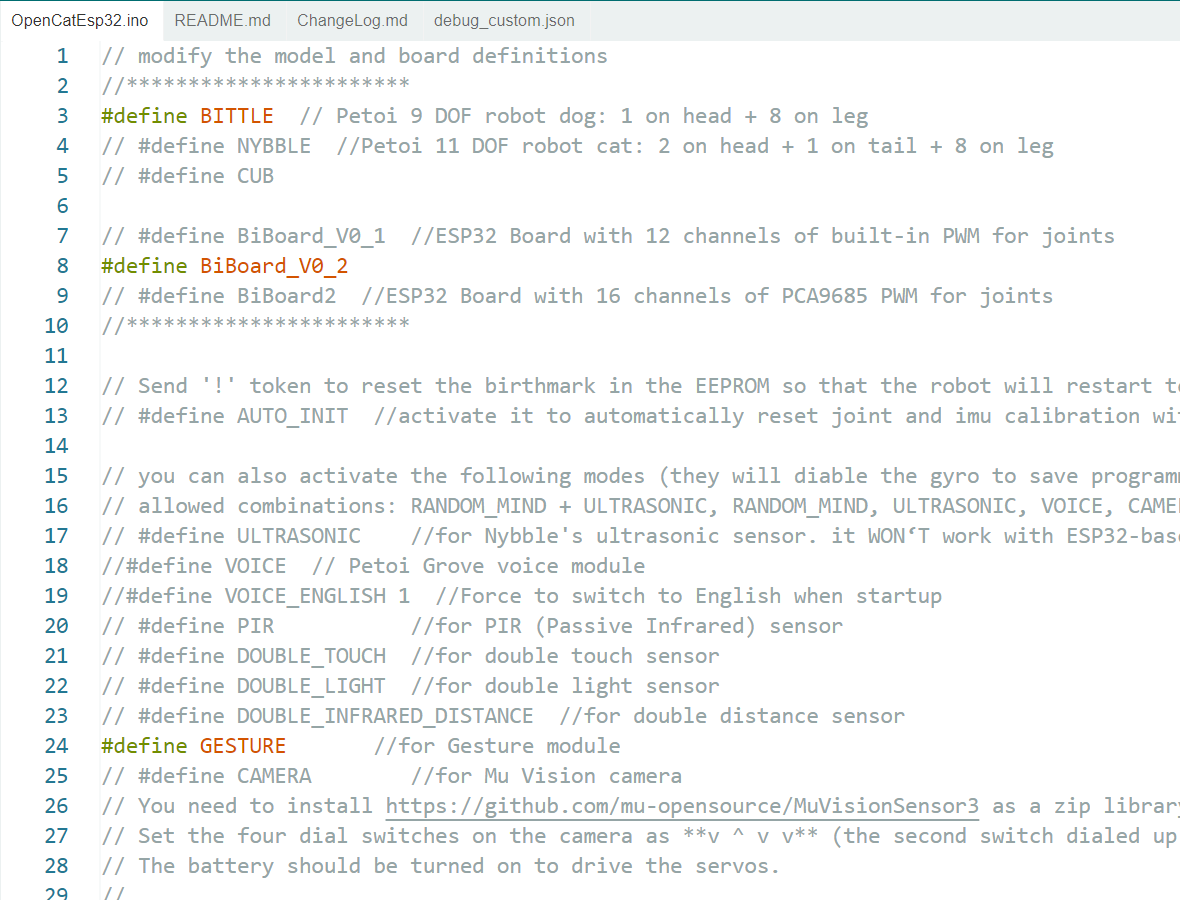 OpenCatEsp32.ino README.md ChangeLog.md debug_custom.json
1 // modify the model and board definitions
2 //***********************
3 #define BITTLE  // Petoi 9 DOF robot dog: 1 on head + 8 on leg
4 // #define NYBBLE  //Petoi 11 DOF robot cat: 2 on head + 1 on tail + 8 on leg
5 // #define CUB
6
7 // #define BiBoard_V0_1  //ESP32 Board with 12 channels of built-in PWM for joints
8 #define BiBoard_V0_2
9 // #define BiBoard2  //ESP32 Board with 16 channels of PCA9685 PWM for joints
10 //***********************
11
12 // Send '!' token to reset the birthmark in the EEPROM so that the robot will restart
13 // #define AUTO_INIT  //activate it to automatically reset joint and imu calibration
14
15 // you can also activate the following modes (they will diable the gyro to save
16 // allowed combinations: RANDOM_MIND + ULTRASONIC, RANDOM_MIND, ULTRASONIC, VOICE,
17 // #define ULTRASONIC    //for Nybble's ultrasonic sensor. it WON‘T work with
18 //#define VOICE  // Petoi Grove voice module
19 //#define VOICE_ENGLISH 1  //Force to switch to English when startup
20 // #define PIR           //for PIR (Passive Infrared) sensor
21 // #define DOUBLE_TOUCH  //for double touch sensor
22 // #define DOUBLE_LIGHT  //for double light sensor
23 // #define DOUBLE_INFRARED_DISTANCE  //for double distance sensor
24 #define GESTURE       //for Gesture module
25 // #define CAMERA        //for Mu Vision camera
26 // You need to install https://github.com/mu-opensource/MuVisionSensor3 as a zip library
27 // Set the four dial switches on the camera as **v ^ v v** (the second switch dialed up
28 // The battery should be turned on to drive the servos.
29 //